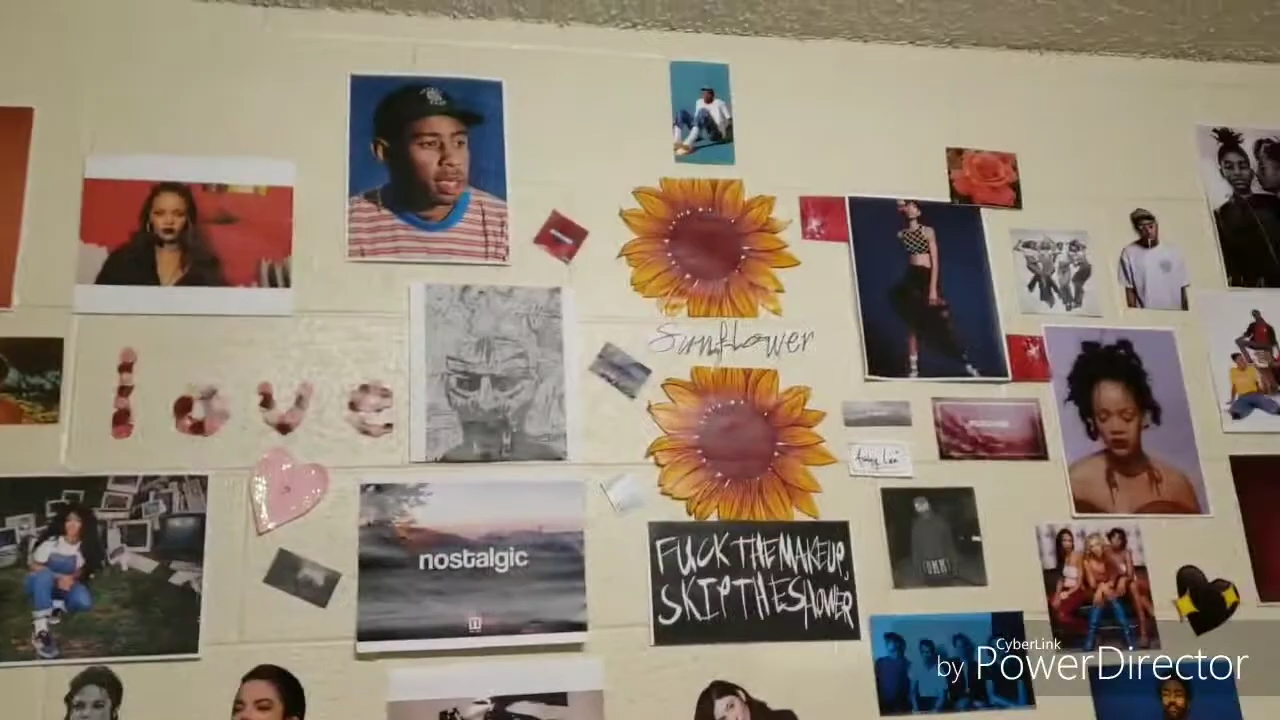 Sunflower
love
nostalgic
FUCK THE MAKEUP,
SKIP THE SHOWER
CyberLink
by PowerDirector